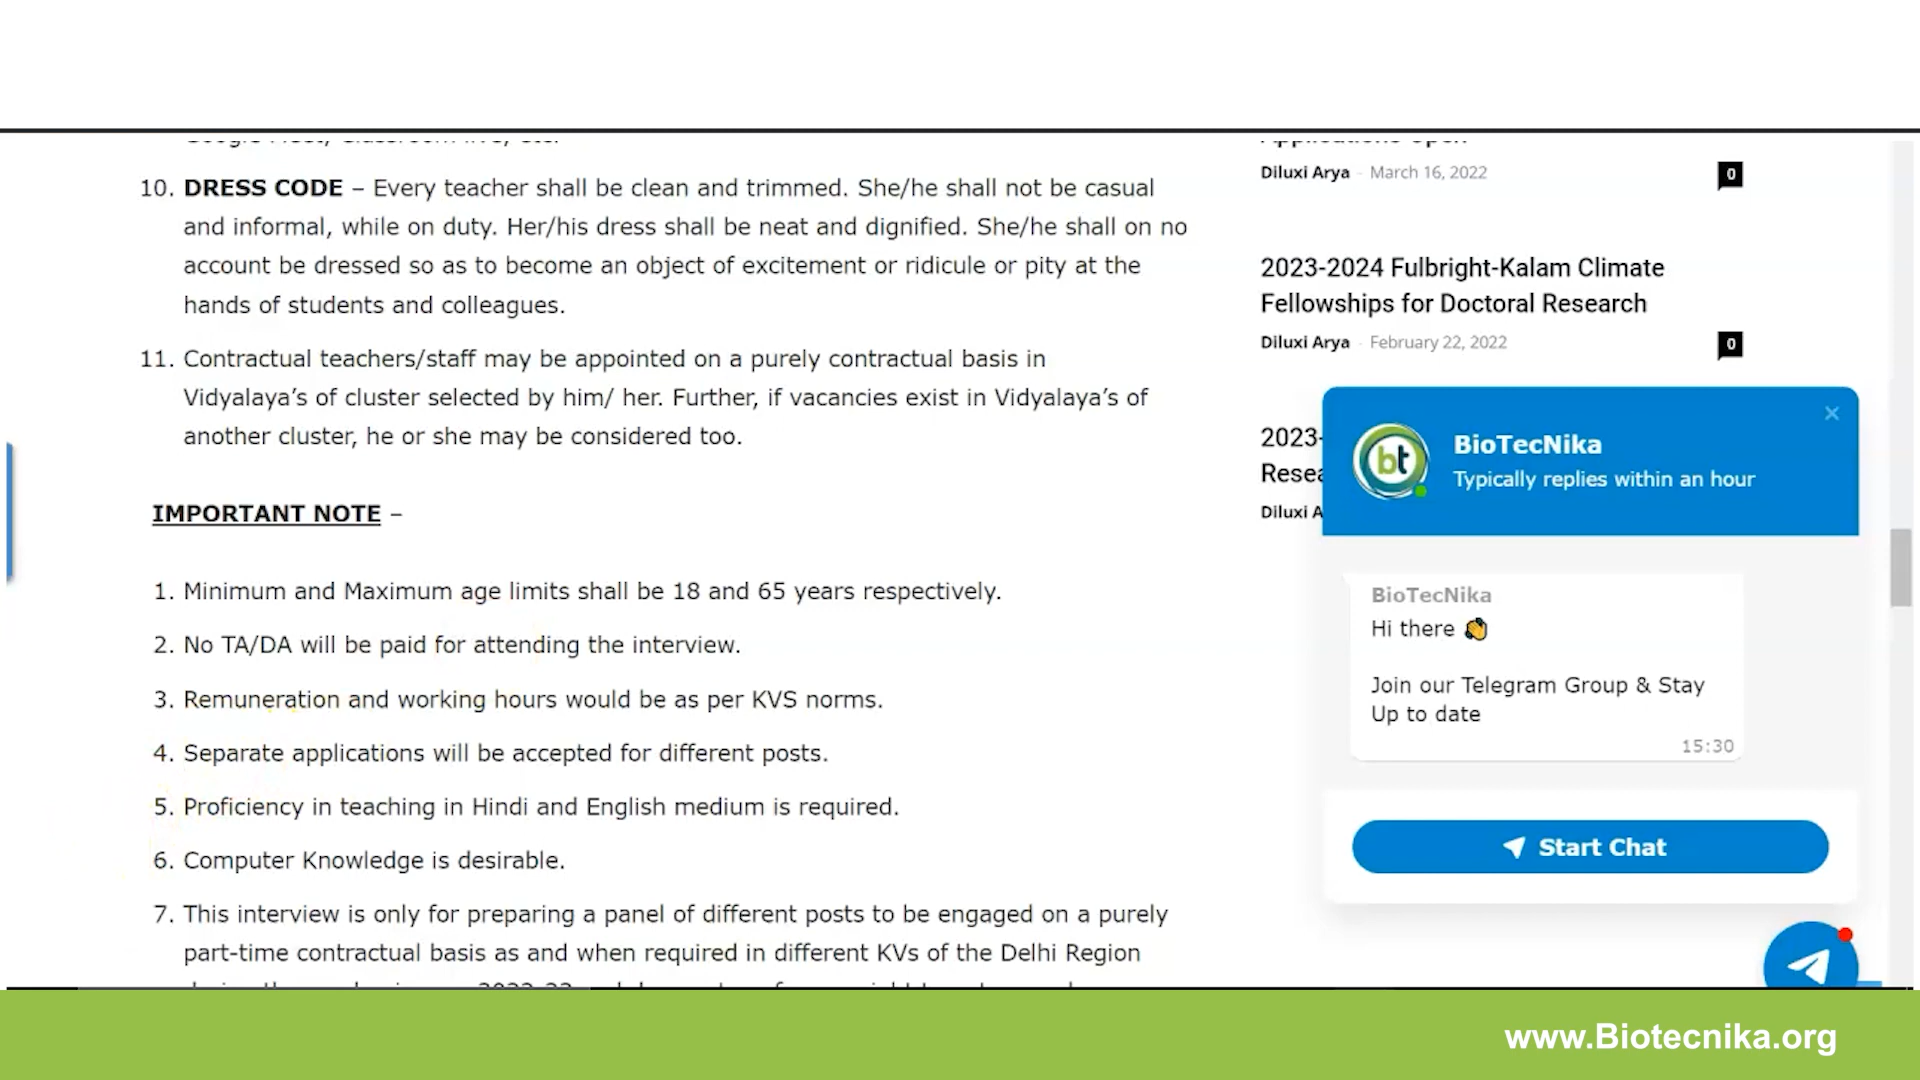 10. DRESS CODE – Every teacher shall be clean and trimmed. She/he shall not be casual
and informal, while on duty. Her/his dress shall be neat and dignified. She/he shall on no
account be dressed so as to become an object of excitement or ridicule or pity at the
hands of students and colleagues.
11. Contractual teachers/staff may be appointed on a purely contractual basis in
Vidyalaya’s of cluster selected by him/ her. Further, if vacancies exist in Vidyalaya’s of
another cluster, he or she may be considered too.
IMPORTANT NOTE –
1. Minimum and Maximum age limits shall be 18 and 65 years respectively.
2. No TA/DA will be paid for attending the interview.
3. Remuneration and working hours would be as per KVS norms.
4. Separate applications will be accepted for different posts.
5. Proficiency in teaching in Hindi and English medium is required.
6. Computer Knowledge is desirable.
7. This interview is only for preparing a panel of different posts to be engaged on a purely
part-time contractual basis as and when required in different KVs of the Delhi Region
Diluxi Arya - March 16, 2022
0
2023-2024 Fulbright-Kalam Climate
Fellowships for Doctoral Research
Diluxi Arya - February 22, 2022
0
2023-
Resea
Diluxi A
bt
BioTecNika
Typically replies within an hour
BioTecNika
Hi there
Join our Telegram Group & Stay
Up to date
15:30
Start Chat
www.Biotecnika.org